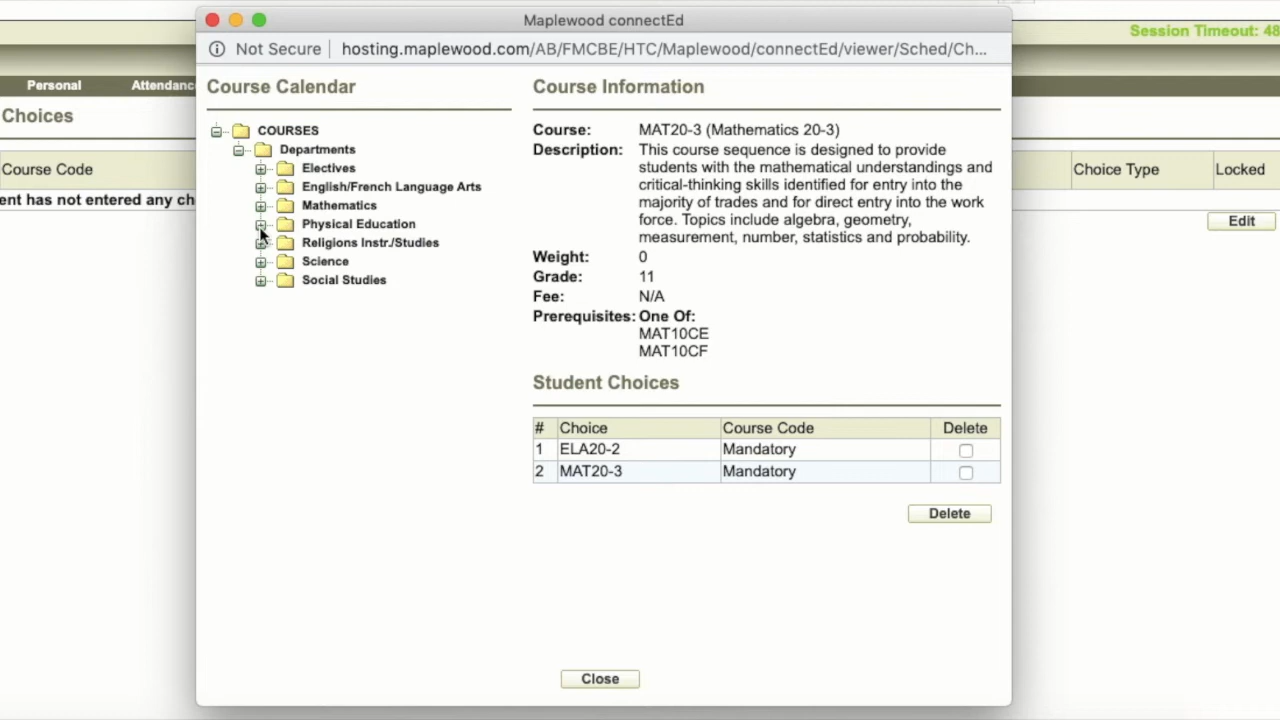 Maplewood connectEd
Not Secure hosting.maplewood.com/AB/FMCBE/HTC/Maplewood/connectEd/viewer/Sched/Ch...
Session Timeout: 48
Personal Attendanc
Choices
Course Code Choice Type Locked
ent has not entered any ch
Edit
Course Calendar
COURSES
Departments
Electives
English/French Language Arts
Mathematics
Physical Education
Religions Instr./Studies
Science
Social Studies
Course Information
Course: MAT20-3 (Mathematics 20-3)
Description: This course sequence is designed to provide
students with the mathematical understandings and
critical-thinking skills identified for entry into the
majority of trades and for direct entry into the work
force. Topics include algebra, geometry,
measurement, number, statistics and probability.
Weight: 0
Grade: 11
Fee: N/A
Prerequisites: One Of:
MAT10CE
MAT10CF
Student Choices
# Choice Course Code Delete
1 ELA20-2 Mandatory
2 MAT20-3 Mandatory
Delete
Close